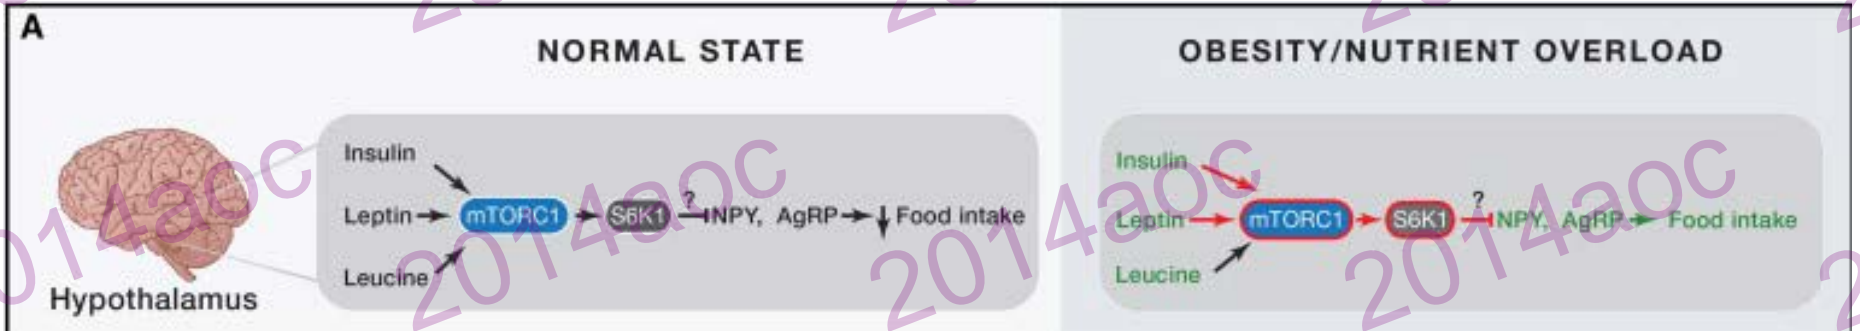 A
NORMAL STATE
OBESITY/NUTRIENT OVERLOAD
Insulin
Leptin → mTORC1 → S6K1 ? NPY, AgRP → ↓ Food intake
Leucine
Hypothalamus
Insulin
Leptin → mTORC1 → S6K1 ? NPY, AgRP → Food intake
Leucine
2014aoc
2014aoc
2014aoc
2014aoc
2014aoc